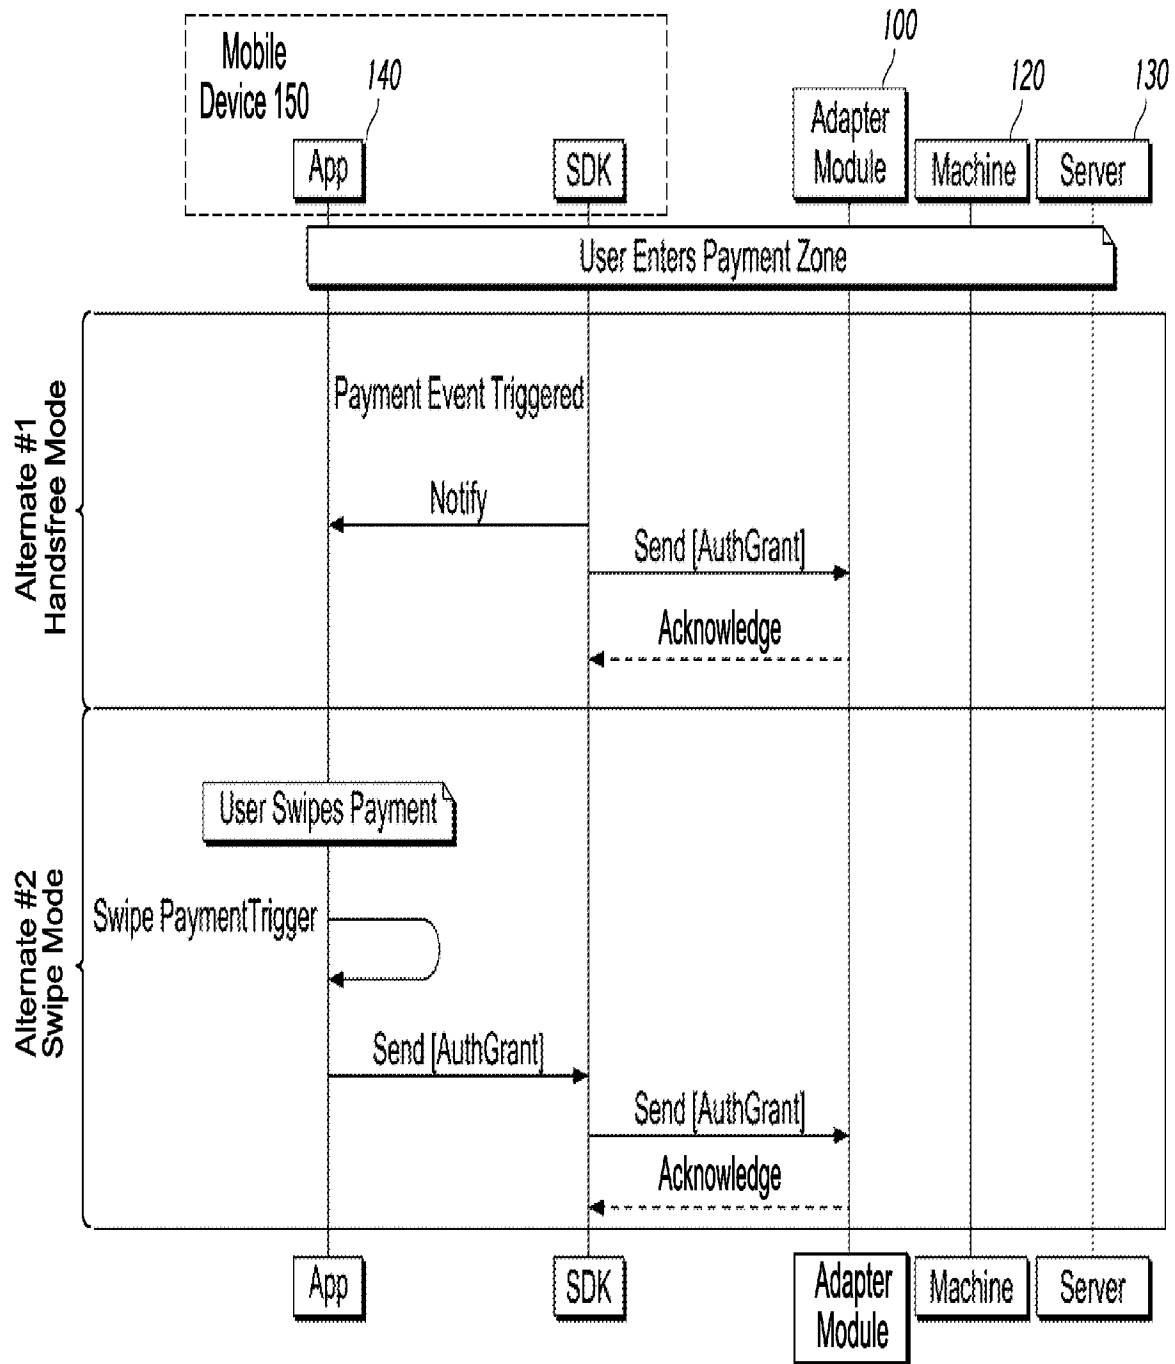 Mobile
Device 150
140
100
120
130
App
SDK
Adapter
Module
Machine
Server
User Enters Payment Zone
Alternate #1
Handsfree Mode
Payment Event Triggered
Notify
Send [AuthGrant]
Acknowledge
Alternate #2
Swipe Mode
User Swipes Payment
Swipe PaymentTrigger
Send [AuthGrant]
Send [AuthGrant]
Acknowledge
App
SDK
Adapter
Module
Machine
Server